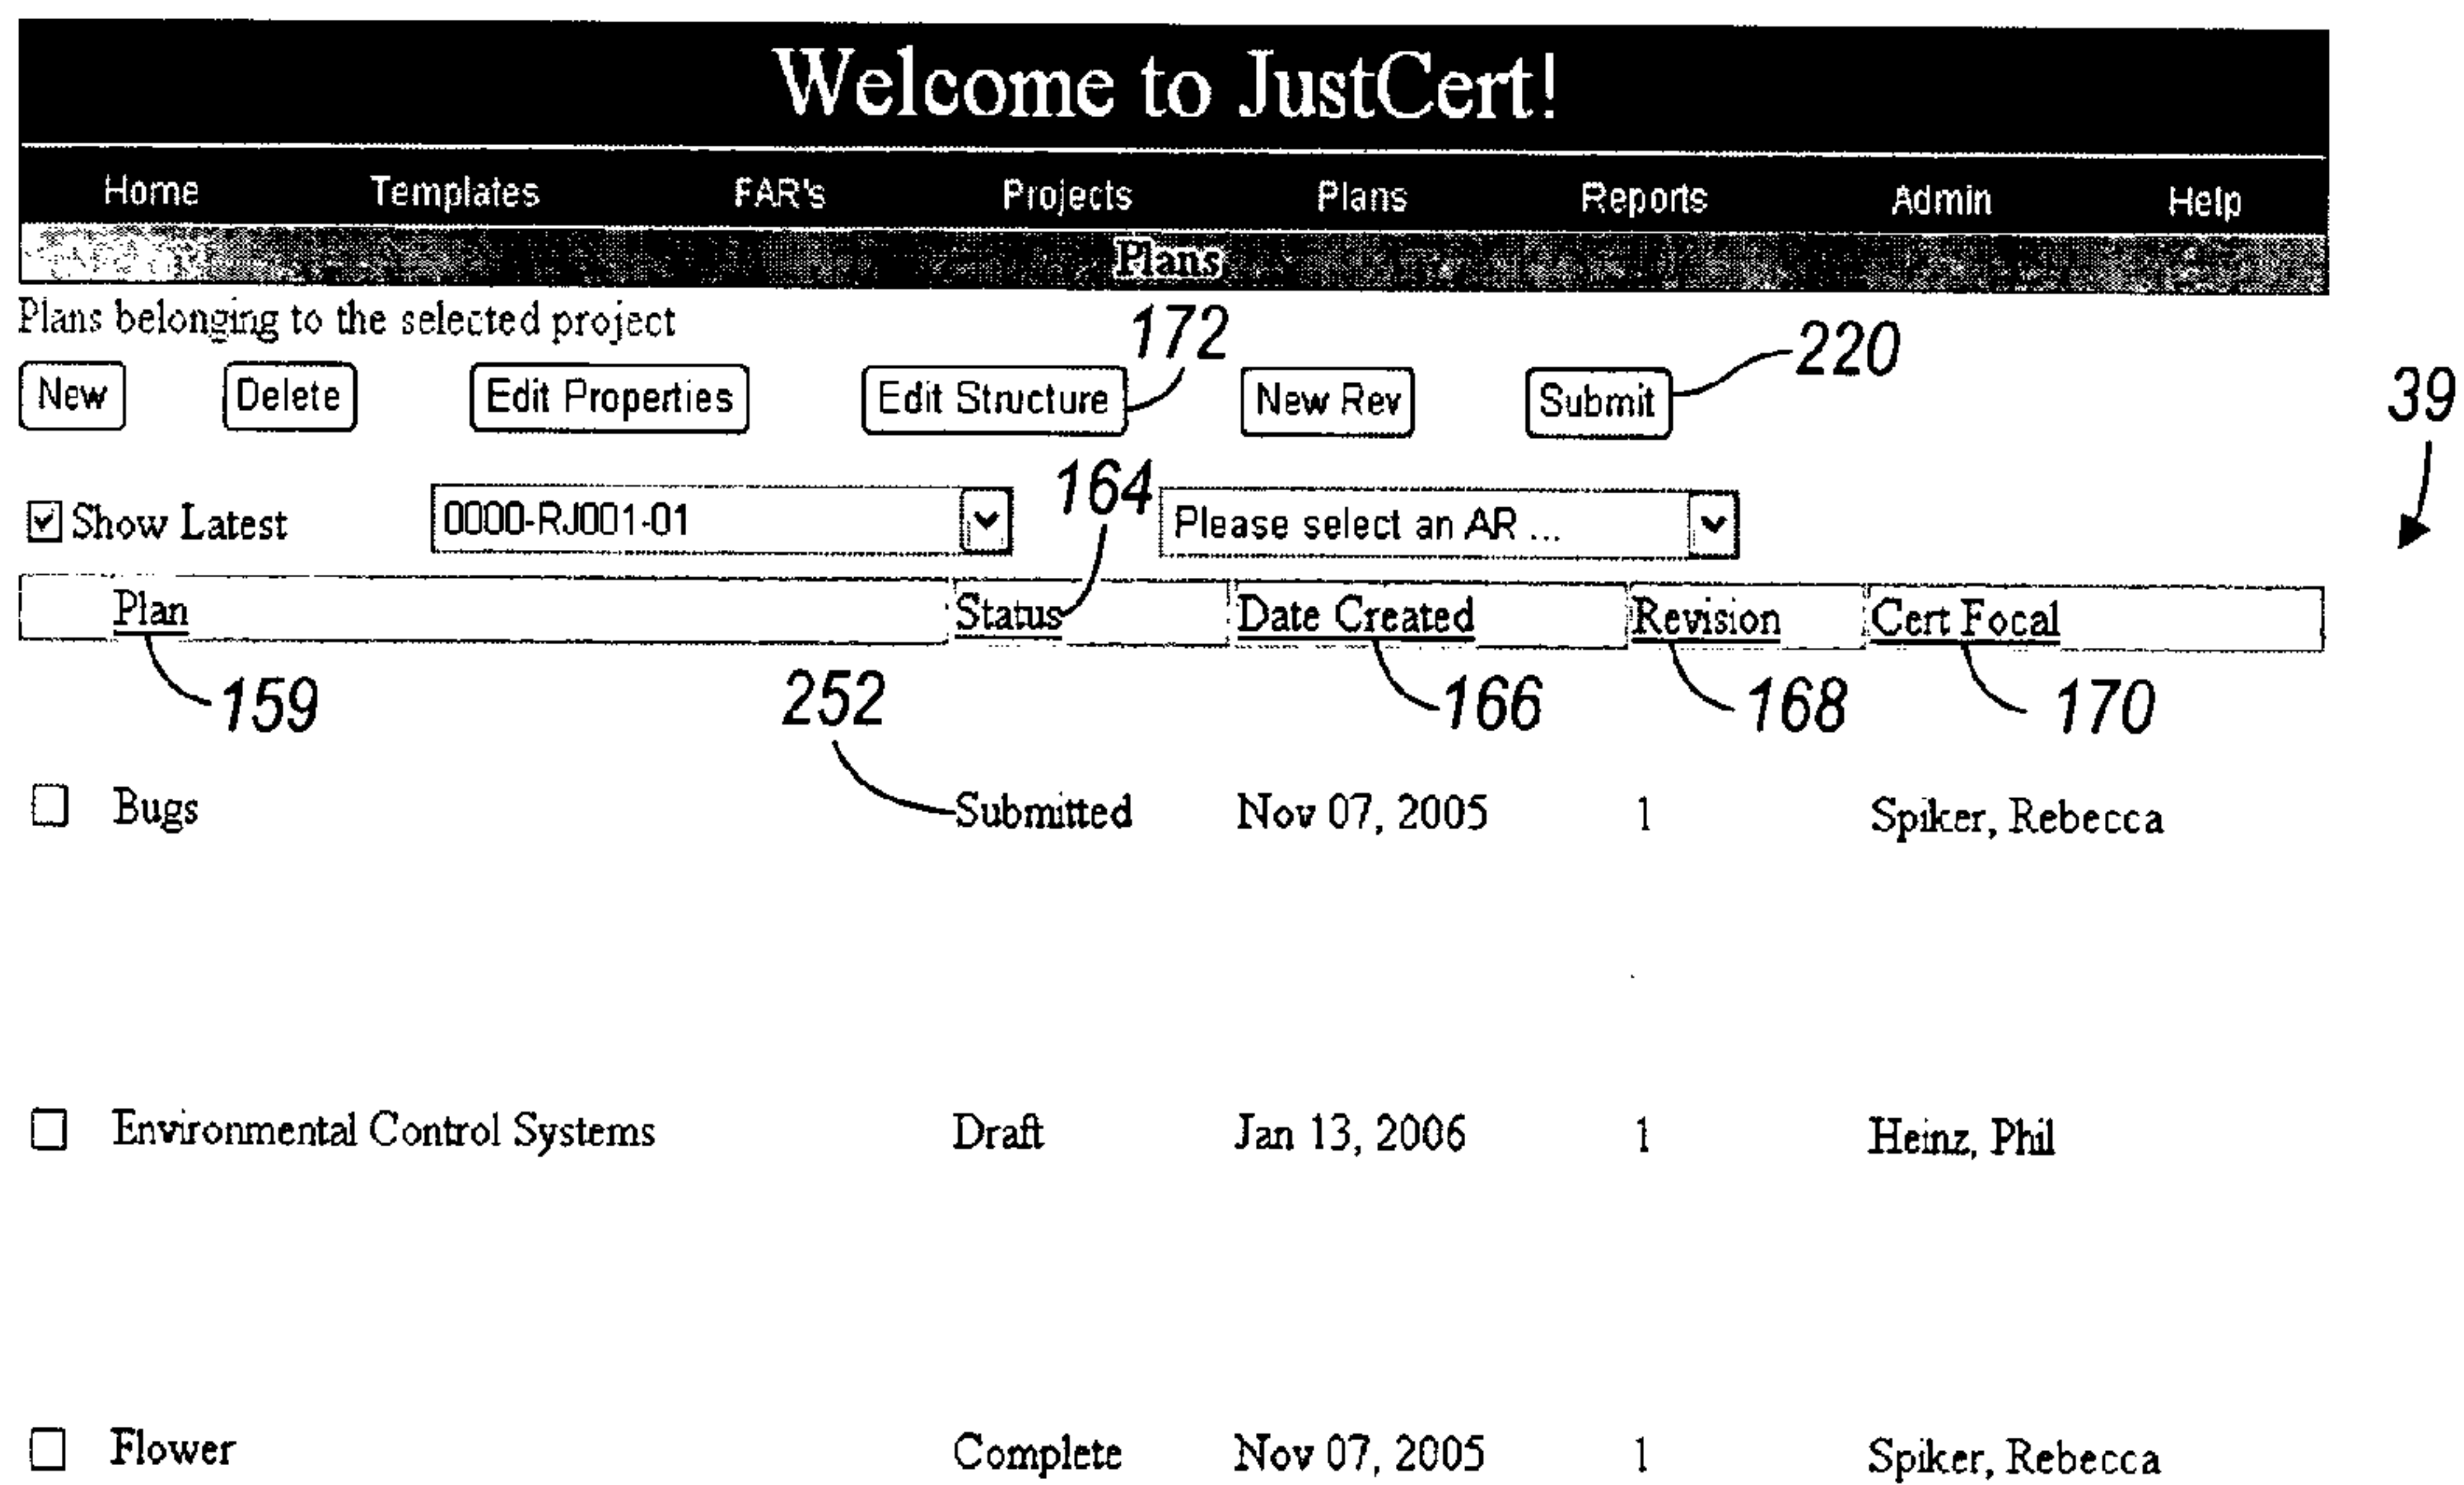 Welcome to JustCert!
Home Templates FAR's Projects Plans Reports Admin Help
Plans
Plans belonging to the selected project
172
220
New Delete Edit Properties Edit Structure New Rev Submit
39
164
Show Latest 0000-RJ001-01 Please select an AR ...
Plan Status Date Created Revision Cert Focal
159 252 166 168 170
Bugs Submitted Nov 07, 2005 1 Spiker, Rebecca
Environmental Control Systems Draft Jan 13, 2006 1 Heinz, Phil
Flower Complete Nov 07, 2005 1 Spiker, Rebecca